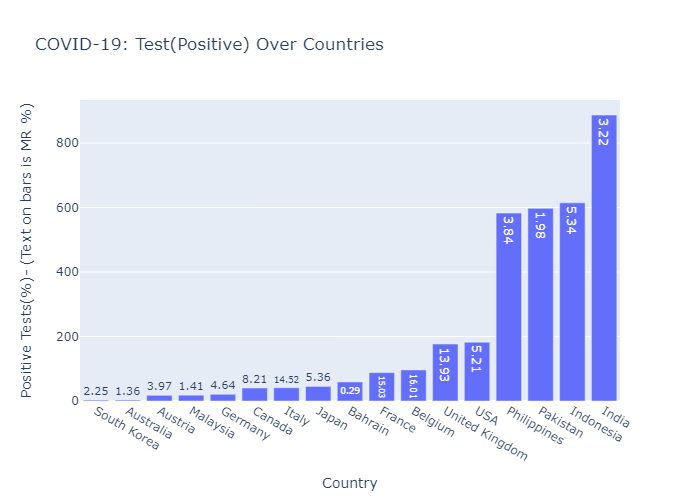 COVID-19: Test(Positive) Over Countries
Positive Tests(%)- (Text on bars is MR %)
800
600
400
200
0
2.25
1.36
3.97
1.41
4.64
8.21
14.52
5.36
0.29
15.03
16.01
13.93
5.21
3.84
1.98
5.34
3.22
South Korea
Australia
Austria
Malaysia
Germany
Canada
Italy
Japan
Bahrain
France
Belgium
United Kingdom
USA
Philippines
Pakistan
Indonesia
India
Country